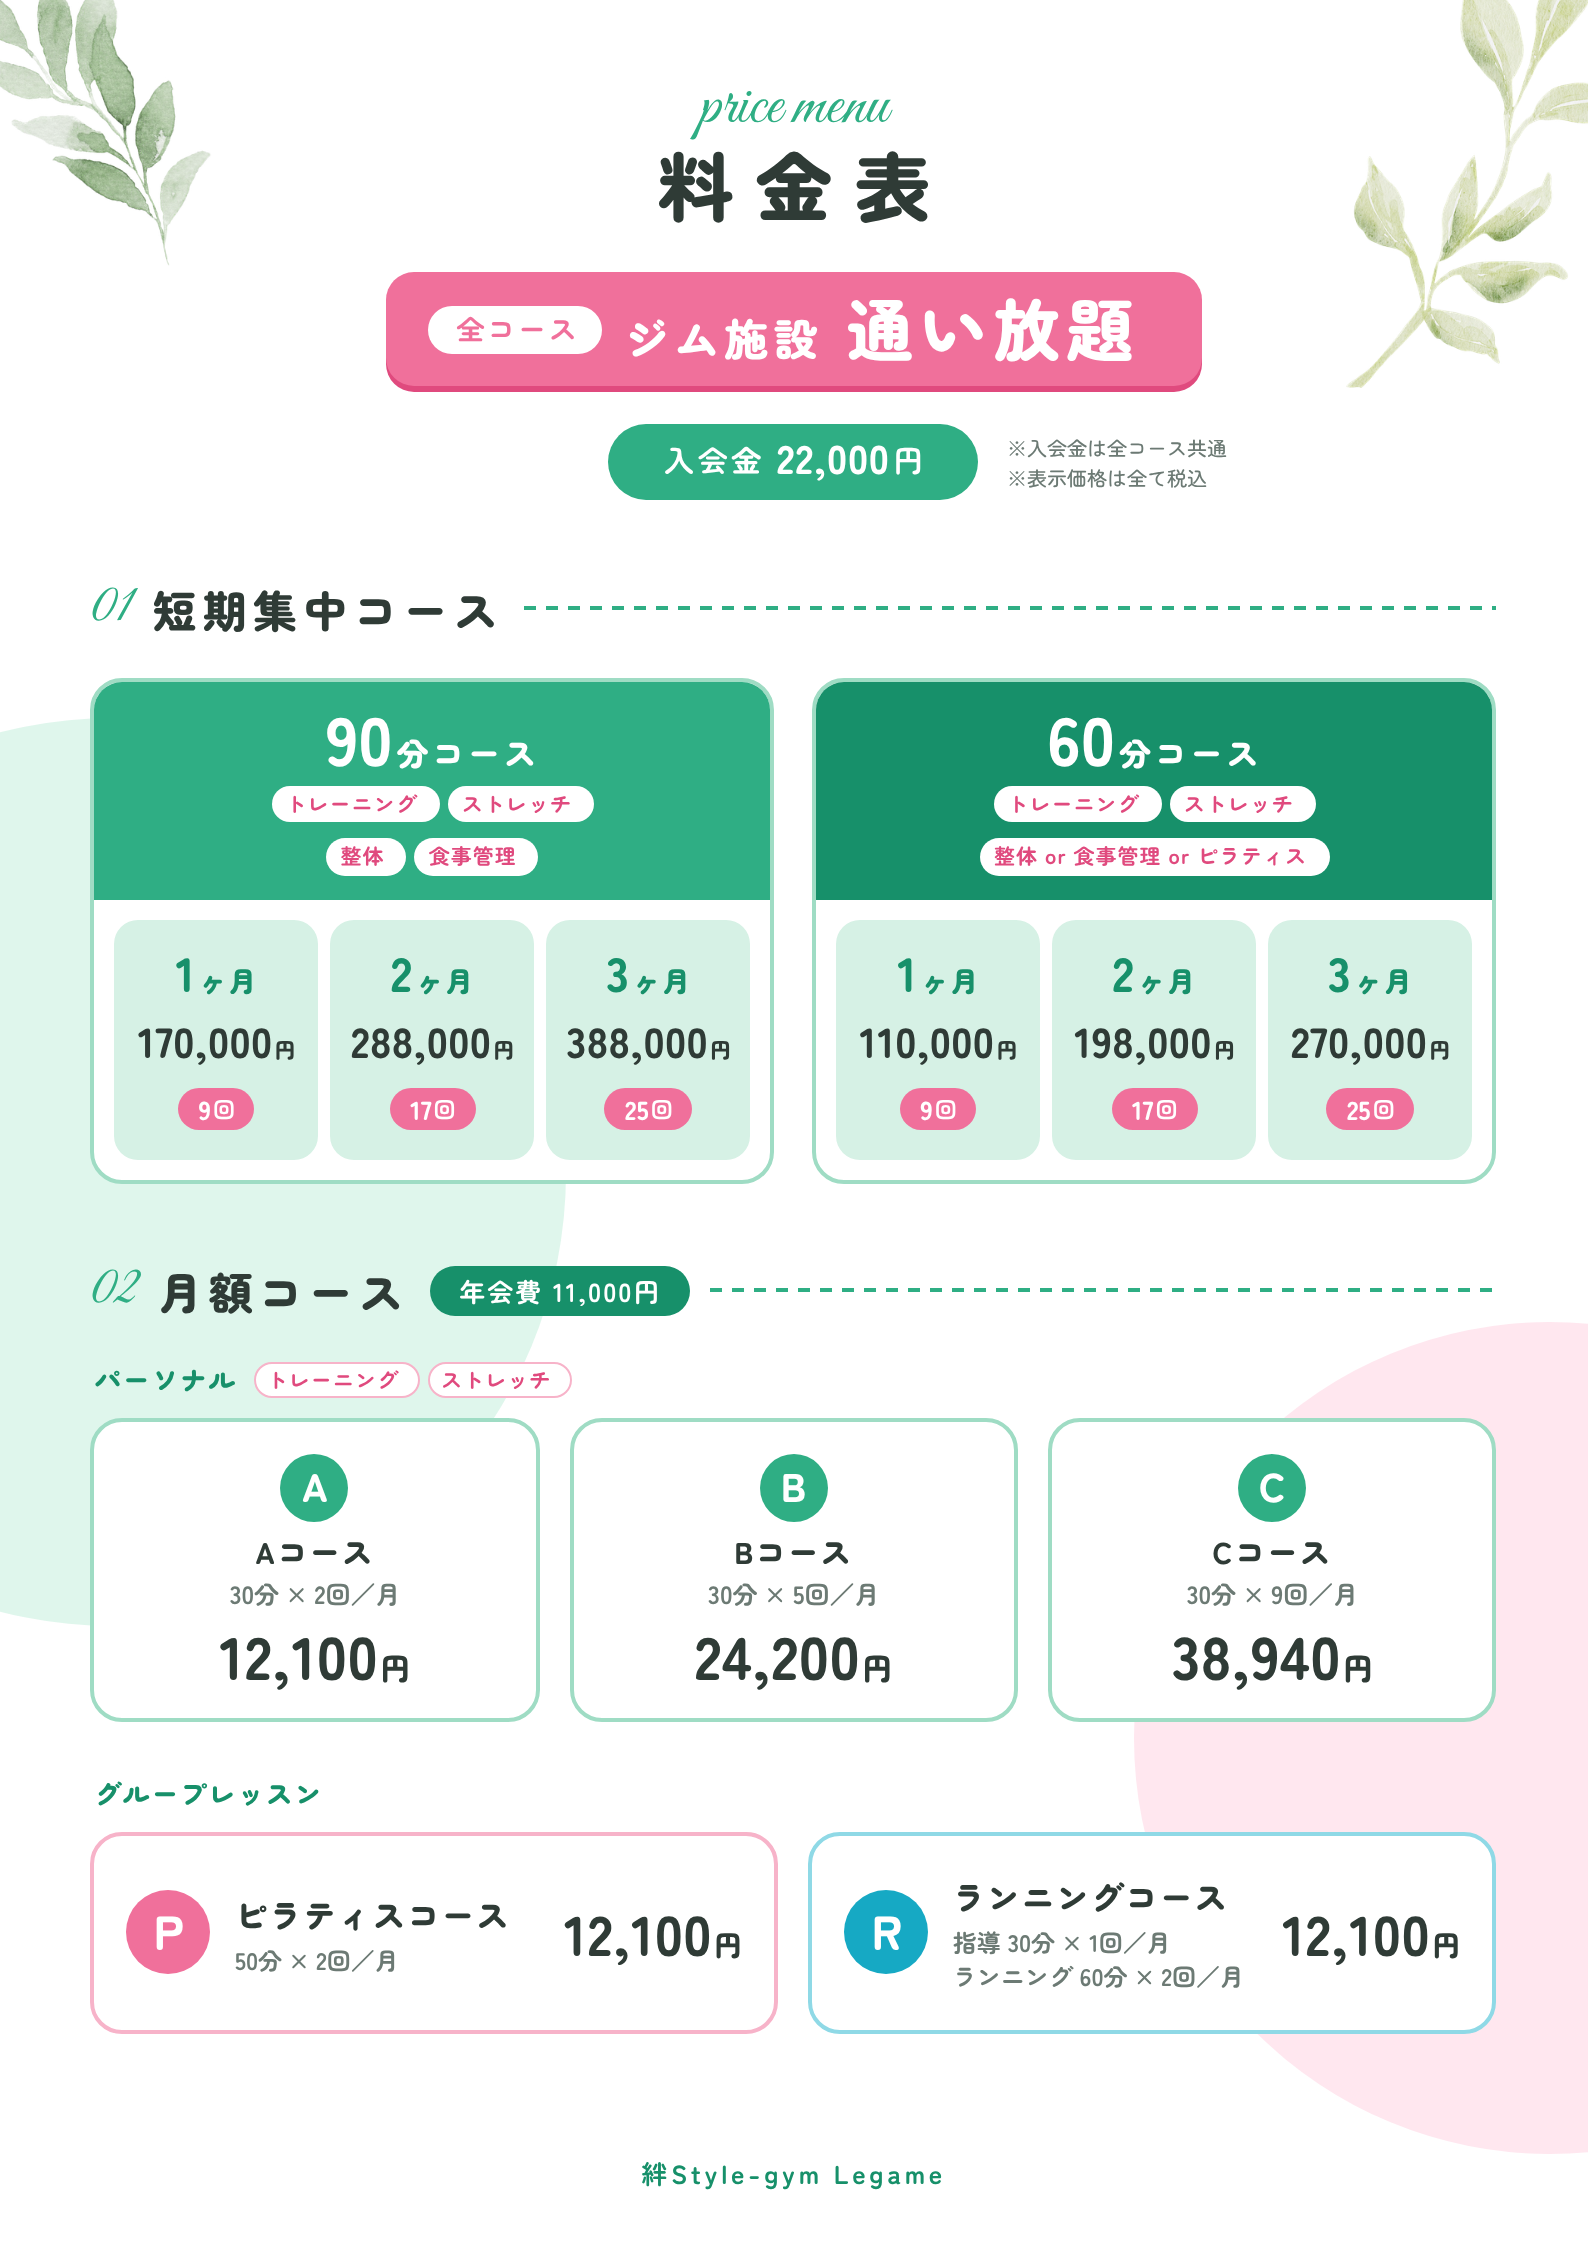 price menu
料金表
全コース ジム施設 通い放題
入会金 22,000円
※入会金は全コース共通
※表示価格は全て税込
01 短期集中コース
90分コース
トレーニング ストレッチ
整体 食事管理
1ヶ月 2ヶ月 3ヶ月
170,000円 288,000円 388,000円
9回 17回 25回
60分コース
トレーニング ストレッチ
整体 or 食事管理 or ピラティス
1ヶ月 2ヶ月 3ヶ月
110,000円 198,000円 270,000円
9回 17回 25回
02 月額コース 年会費 11,000円
パーソナル トレーニング ストレッチ
A
Aコース
30分 × 2回／月
12,100円
B
Bコース
30分 × 5回／月
24,200円
C
Cコース
30分 × 9回／月
38,940円
グループレッスン
P
ピラティスコース
50分 × 2回／月
12,100円
R
ランニングコース
指導 30分 × 1回／月
ランニング 60分 × 2回／月
12,100円
絆Style-gym Legame